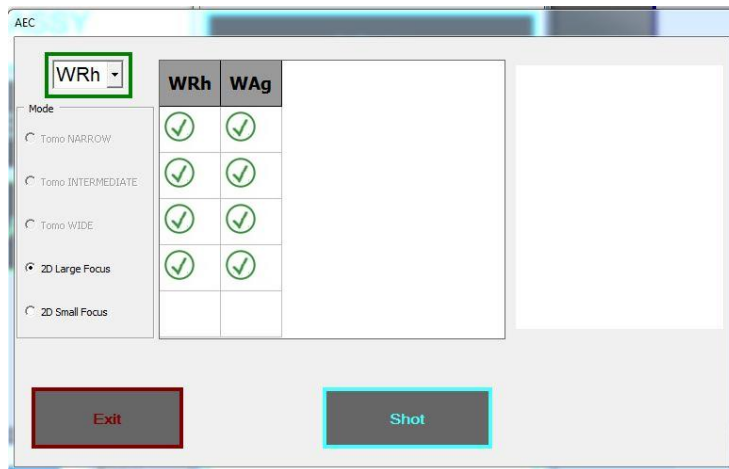 AEC
WRh
WRh WAg
Mode
Tomo NARROW
Tomo INTERMEDIATE
Tomo WIDE
2D Large Focus
2D Small Focus
Exit
Shot